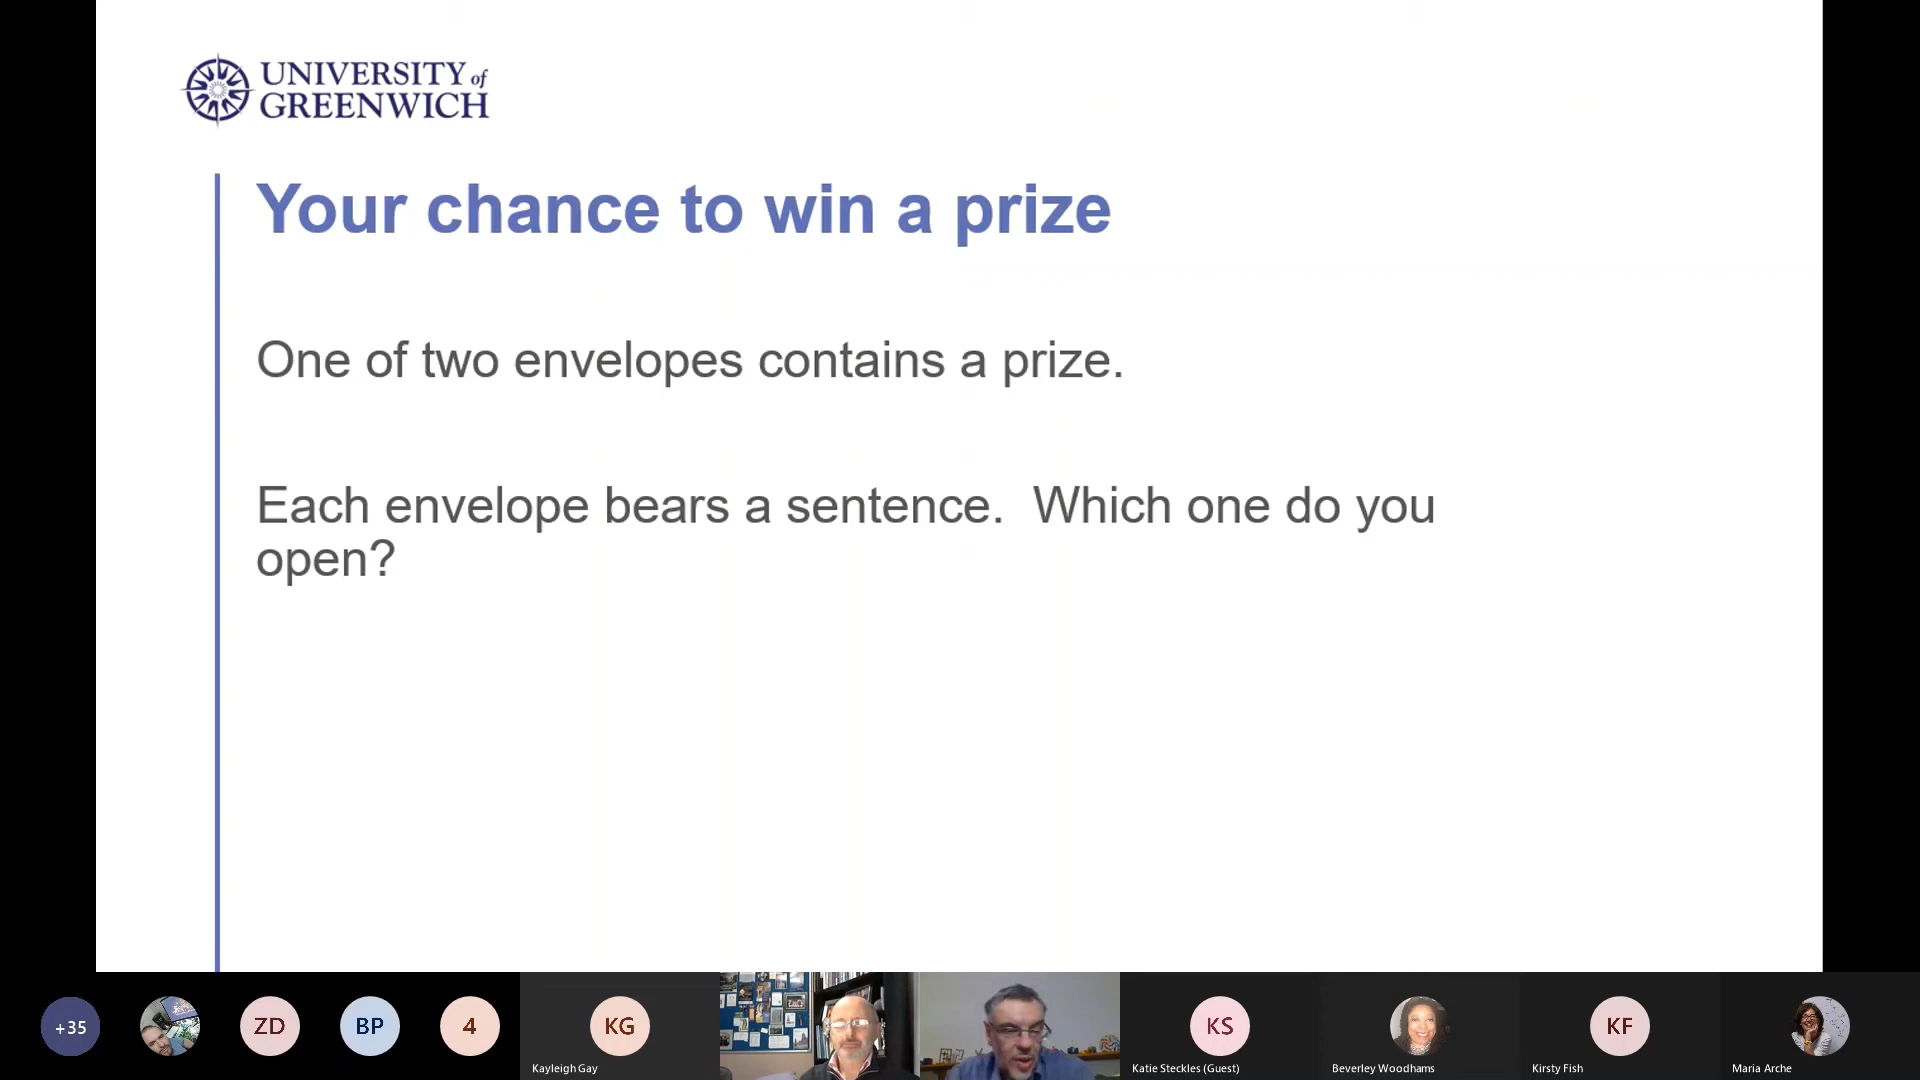 UNIVERSITY of
GREENWICH
Your chance to win a prize
One of two envelopes contains a prize.
Each envelope bears a sentence. Which one do you
open?
+35
ZD
BP
4
KG
KS
KF
Kayleigh Gay
Katie Steckles (Guest)
Beverley Woodhams
Kirsty Fish
Maria Arche